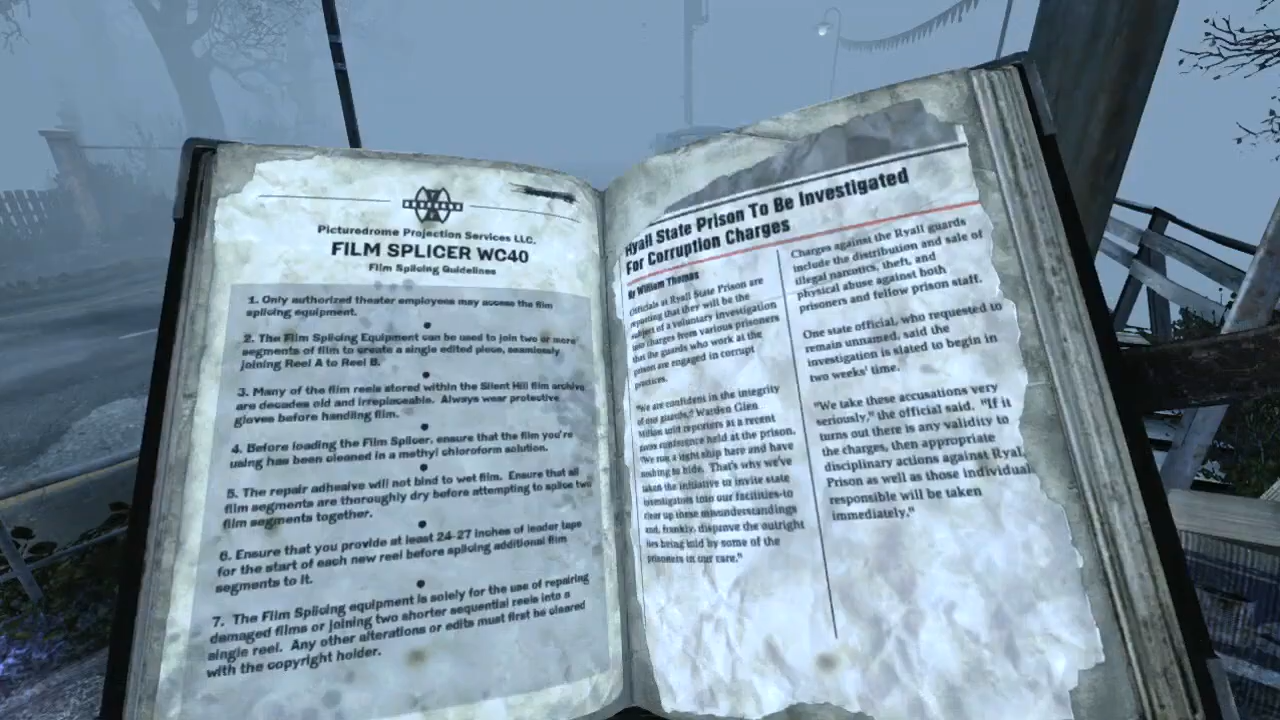 Picturedrome Projection Services LLC.
FILM SPLICER WC40
Film Splicing Guidelines
1. Only authorized theater employees may access the film
splicing equipment.
2. The Film Splicing Equipment can be used to join two or more
segments of film to create a single edited piece, seamlessly
joining Reel A to Reel B.
3. Many of the film reels stored within the Silent Hill film archive
are decades old and irreplaceable. Always wear protective
gloves before handling film.
4. Before loading the Film Splicer, ensure that the film you're
using has been cleaned in a methyl chloroform solution.
5. The repair adhesive will not bind to wet film. Ensure that all
film segments are thoroughly dry before attempting to splice two
film segments together.
6. Ensure that you provide at least 24-27 inches of leader tape
for the start of each new reel before splicing additional film
segments to it.
7. The Film Splicing equipment is solely for the use of repairing
damaged films or joining two shorter sequential reels into a
single reel. Any other alterations or edits must first be cleared
with the copyright holder.
Ryall State Prison To Be Investigated
For Corruption Charges
By William Thomas
Officials at Ryall State Prison are
reporting that they will be the
subject of a voluntary investigation
into charges from various prisoners
that the guards who work at the
prison are engaged in corrupt
practices.
"We are confident in the integrity
of our guards," Warden Glen
Milton told reporters at a recent
press conference held at the prison.
"We run a tight ship here and have
nothing to hide. That's why we've
taken the initiative to invite state
investigators into our facilities-to
clear up these misunderstandings
and, frankly, disprove the outright
lies being told by some of the
prisoners in our care."
Charges against the Ryall guards
include the distribution and sale of
illegal narcotics, theft, and
physical abuse against both
prisoners and fellow prison staff.
One state official, who requested to
remain unnamed, said the
investigation is slated to begin in
two weeks' time.
"We take these accusations very
seriously," the official said. "If it
turns out there is any validity to
the charges, then appropriate
disciplinary actions against Ryall
Prison as well as those individual
responsible will be taken
immediately."